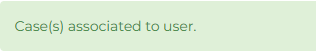 Case(s) associated to user.